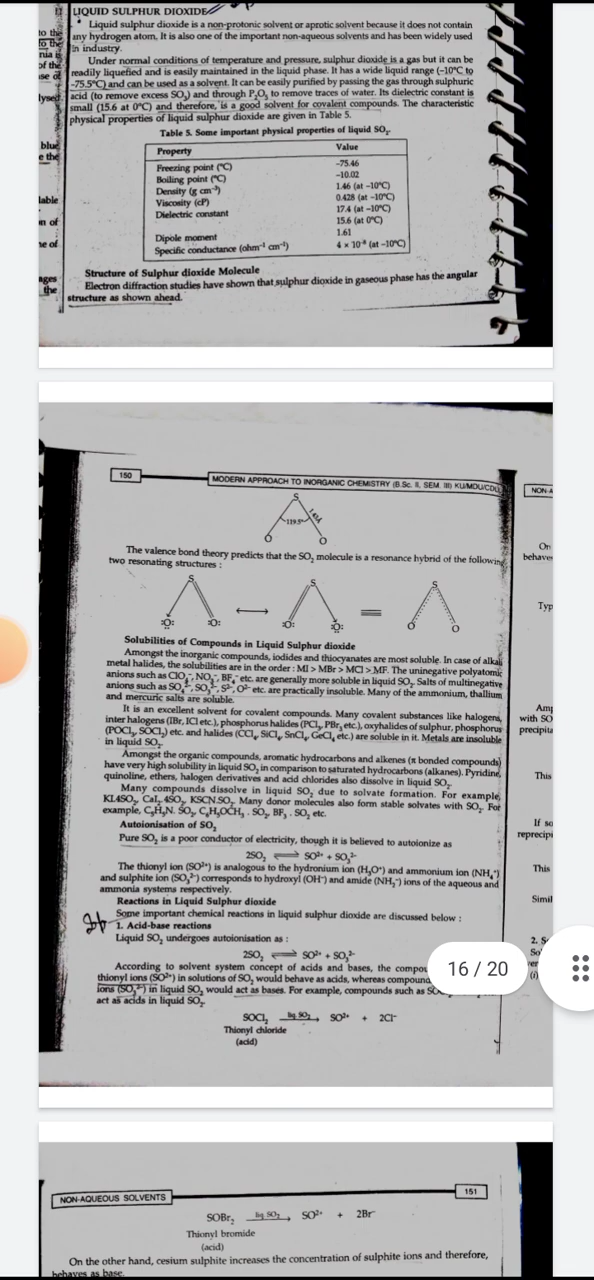 LIQUID SULPHUR DIOXIDE
Liquid sulphur dioxide is a non-protonic solvent or aprotic solvent because it does not contain
any hydrogen atom. It is also one of the important non-aqueous solvents and has been widely used
in industry.
Under normal conditions of temperature and pressure, sulphur dioxide is a gas but it can be
readily liquefied and is easily maintained in the liquid phase. It has a wide liquid range (–10°C to
–75.5°C) and can be used as a solvent. It can be easily purified by passing the gas through sulphuric
acid (to remove excess SO₃) and through P₂O₅ to remove traces of water. Its dielectric constant is
small (15.6 at 0°C) and therefore, is a good solvent for covalent compounds. The characteristic
physical properties of liquid sulphur dioxide are given in Table 5.
Table 5. Some important physical properties of liquid SO₂.
Property Value
Freezing point (°C) –75.46
Boiling point (°C) –10.02
Density (g cm⁻³) 1.46 (at –10°C)
Viscosity (cP) 0.428 (at –10°C)
Dielectric constant 17.4 (at –10°C)
15.6 (at 0°C)
Dipole moment 1.61
Specific conductance (ohm⁻¹ cm⁻¹) 4 × 10⁻⁸ (at –10°C)
Structure of Sulphur dioxide Molecule
Electron diffraction studies have shown that sulphur dioxide in gaseous phase has the angular
structure as shown ahead.
150
MODERN APPROACH TO INORGANIC CHEMISTRY (B.Sc. II, SEM. III) KU/MDU/CDL
NON-A
S
119.5° 1.43Å
O O
The valence bond theory predicts that the SO₂ molecule is a resonance hybrid of the following
two resonating structures :
S S S
:O: :O: ⟷ :O: :O: = O O
Solubilities of Compounds in Liquid Sulphur dioxide
Amongst the inorganic compounds, iodides and thiocyanates are most soluble. In case of alkali
metal halides, the solubilities are in the order : MI > MBr > MCl > MF. The uninegative polyatomic
anions such as ClO₄⁻, NO₃⁻, BF₄⁻ etc. are generally more soluble in liquid SO₂. Salts of multinegative
anions such as SO₄²⁻, SO₃²⁻, S²⁻, O²⁻ etc. are practically insoluble. Many of the ammonium, thallium
and mercuric salts are soluble.
It is an excellent solvent for covalent compounds. Many covalent substances like halogens,
inter halogens (IBr, ICl etc.), phosphorus halides (PCl₃, PBr₃ etc.), oxyhalides of sulphur, phosphorus
(POCl₃, SOCl₂) etc. and halides (CCl₄, SiCl₄, SnCl₄, GeCl₄ etc.) are soluble in it. Metals are insoluble
in liquid SO₂.
Amongst the organic compounds, aromatic hydrocarbons and alkenes (π bonded compounds)
have very high solubility in liquid SO₂ in comparison to saturated hydrocarbons (alkanes). Pyridine,
quinoline, ethers, halogen derivatives and acid chlorides also dissolve in liquid SO₂.
Many compounds dissolve in liquid SO₂ due to solvate formation. For example,
KI.4SO₂, CaI₂.4SO₂, KSCN.SO₂. Many donor molecules also form stable solvates with SO₂. For
example, C₅H₅N. SO₂, C₂H₅OCH₃ . SO₂, BF₃ . SO₂ etc.
Autoionisation of SO₂
Pure SO₂ is a poor conductor of electricity, though it is believed to autoionize as
2SO₂ ⇌ SO²⁺ + SO₃²⁻
The thionyl ion (SO²⁺) is analogous to the hydronium ion (H₃O⁺) and ammonium ion (NH₄⁺)
and sulphite ion (SO₃²⁻) corresponds to hydroxyl (OH⁻) and amide (NH₂⁻) ions of the aqueous and
ammonia systems respectively.
Reactions in Liquid Sulphur dioxide
Some important chemical reactions in liquid sulphur dioxide are discussed below :
1. Acid-base reactions
Liquid SO₂ undergoes autoionisation as :
2SO₂ ⇌ SO²⁺ + SO₃²⁻
According to solvent system concept of acids and bases, the compou
thionyl ions (SO²⁺) in solutions of SO₂ would behave as acids, whereas compound
ions (SO₃²⁻) in liquid SO₂ would act as bases. For example, compounds such as
act as acids in liquid SO₂.
SOCl₂ liq. SO₂ → SO²⁺ + 2Cl⁻
Thionyl chloride
(acid)
16 / 20
NON-AQUEOUS SOLVENTS
151
SOBr₂ liq. SO₂ → SO²⁺ + 2Br⁻
Thionyl bromide
(acid)
On the other hand, cesium sulphite increases the concentration of sulphite ions and therefore,
behaves as base.